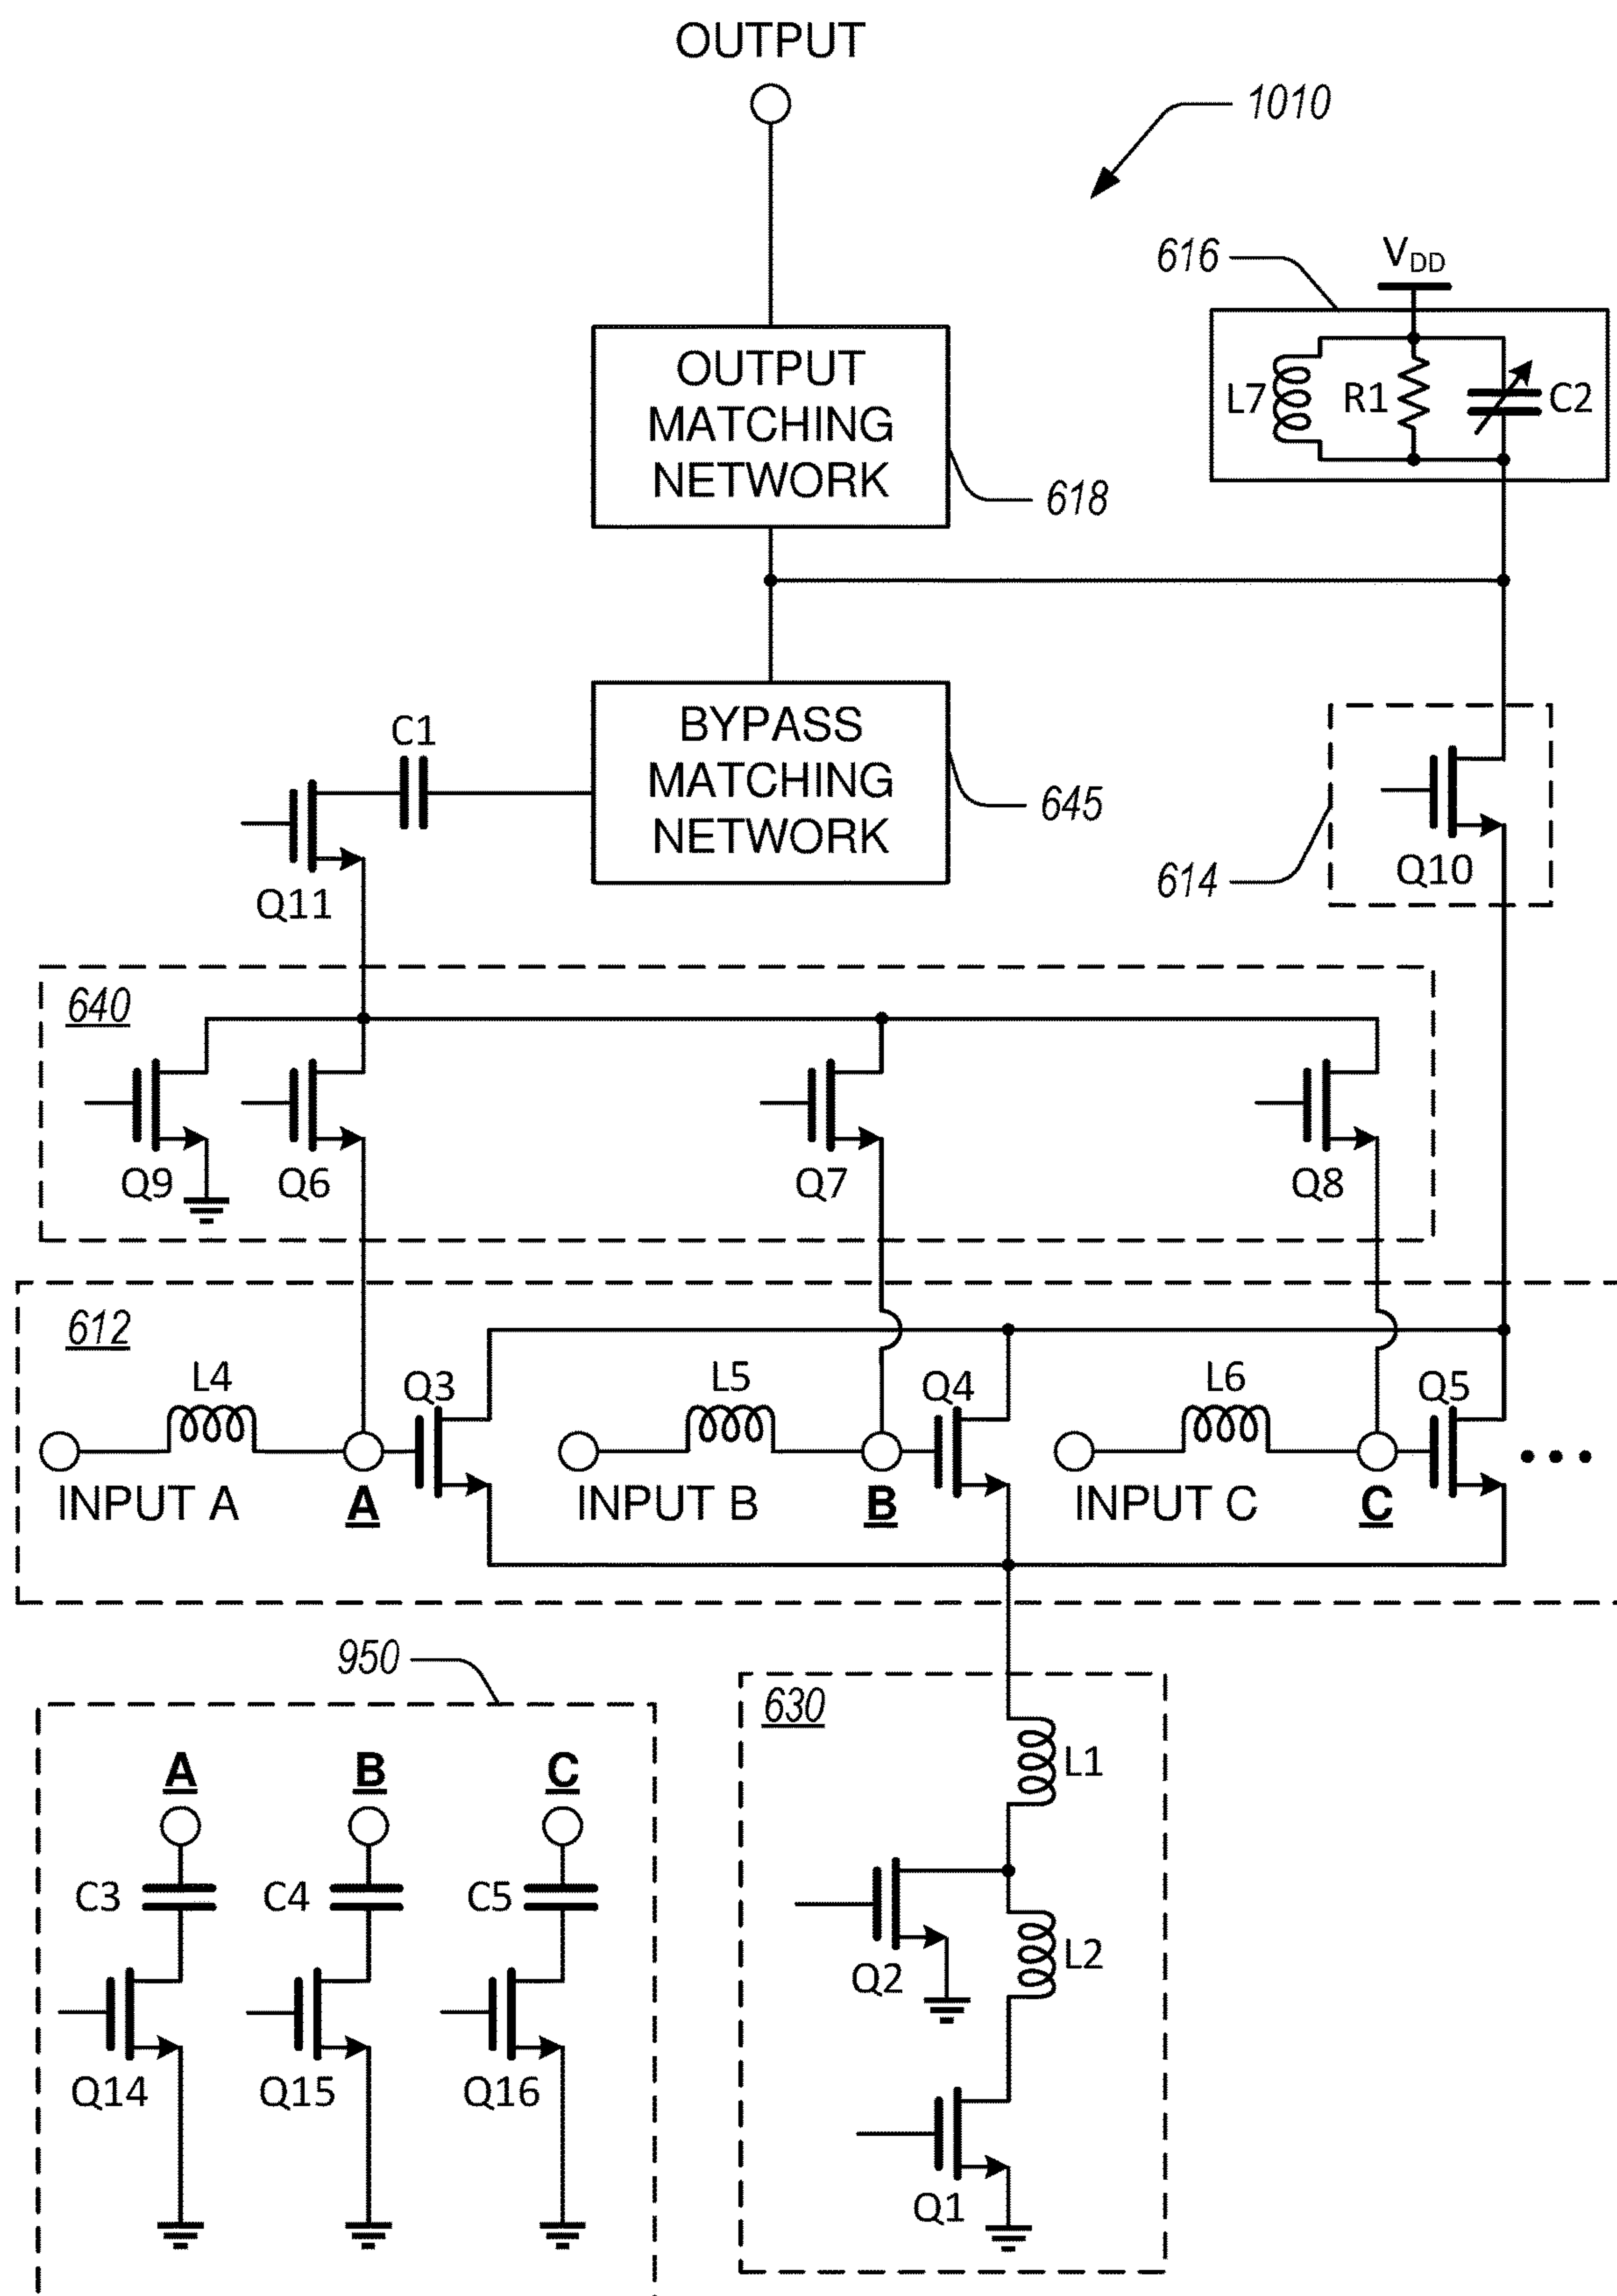 OUTPUT
1010
616
V_DD
OUTPUT
MATCHING
NETWORK
L7
R1
C2
618
C1
BYPASS
MATCHING
NETWORK
645
Q11
614
Q10
640
Q9
Q6
Q7
Q8
612
L4
Q3
L5
Q4
L6
Q5
INPUT A
A
INPUT B
B
INPUT C
C
950
630
A
B
C
L1
C3
C4
C5
L2
Q2
Q14
Q15
Q16
Q1